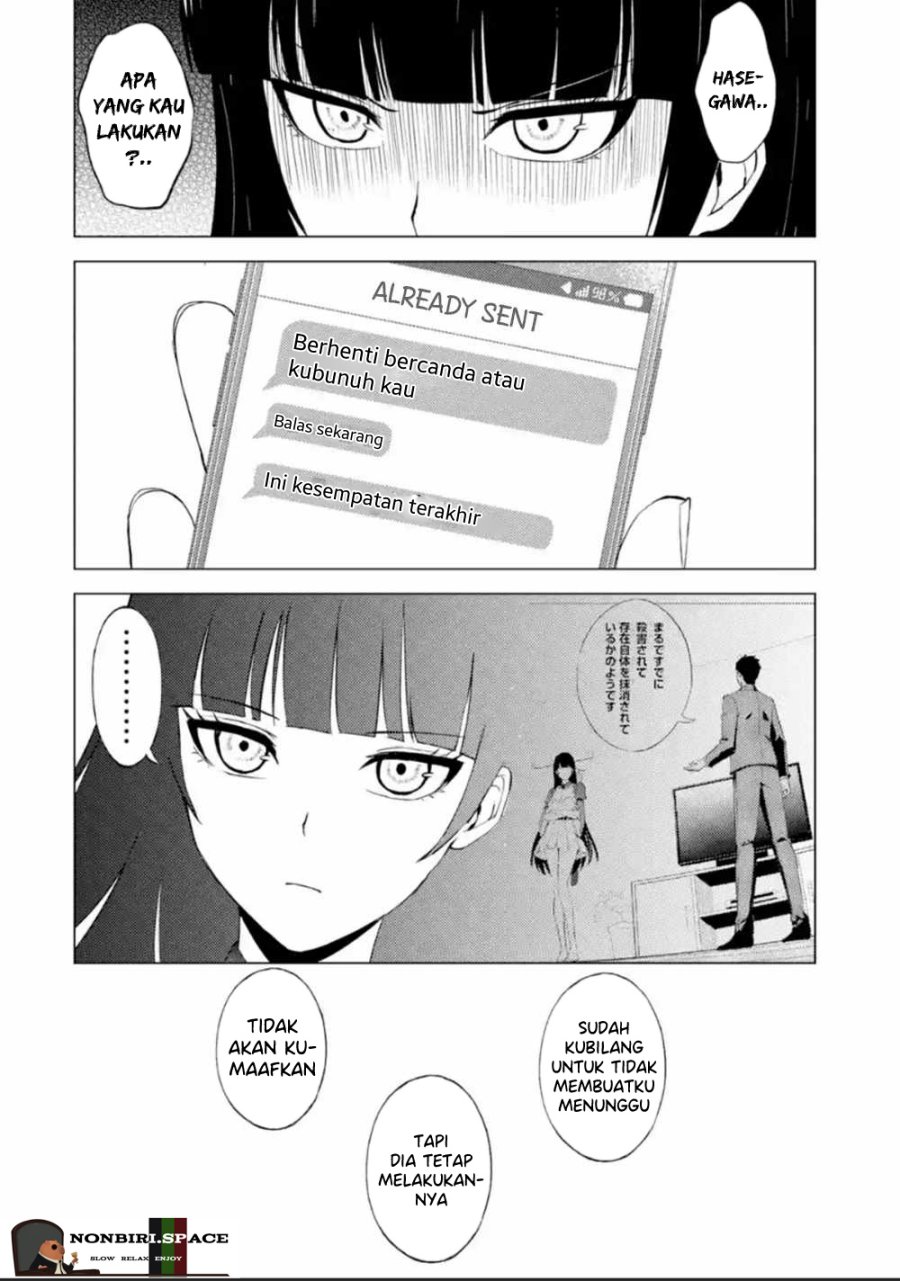 HASE-
GAWA..
APA
YANG KAU
LAKUKAN
?..
98%
ALREADY SENT
Berhenti bercanda atau
kubunuh kau
Balas sekarang
Ini kesempatan terakhir
まるですでに
殺害されて
存在自体を抹消されて
いるかのようです
.........
SUDAH
KUBILANG
UNTUK TIDAK
MEMBUATKU
MENUNGGU
TIDAK
AKAN KU-
MAAFKAN
TAPI
DIA TETAP
MELAKUKAN-
NYA
NONBIRI.SPACE
SLOW RELAX ENJOY